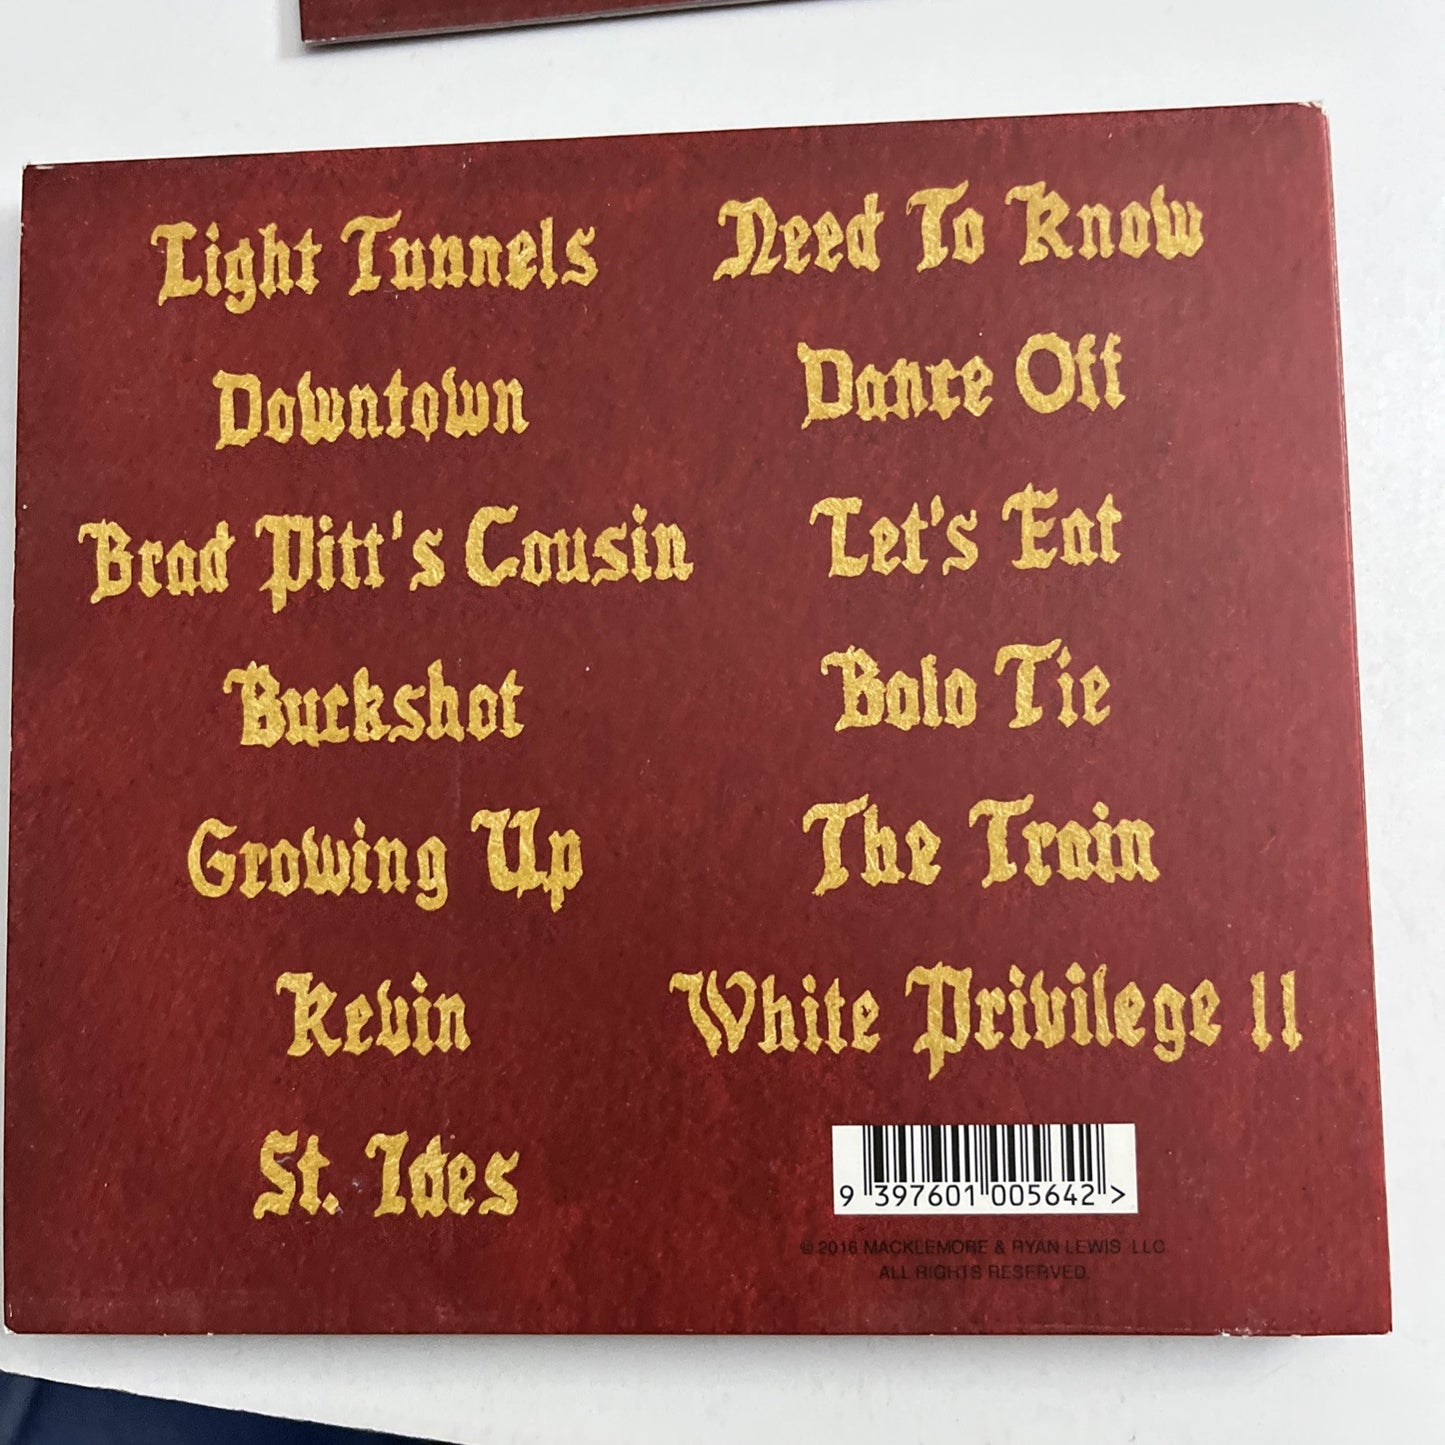 Light Tunnels
Downtown
Brad Pitt's Cousin
Buckshot
Growing Up
Kevin
St. Ides
Need To Know
Dance Off
Let's Eat
Bolo Tie
The Train
White Privilege II
9 397601 005642 >
© 2016 MACKLEMORE & RYAN LEWIS LLC
ALL RIGHTS RESERVED.